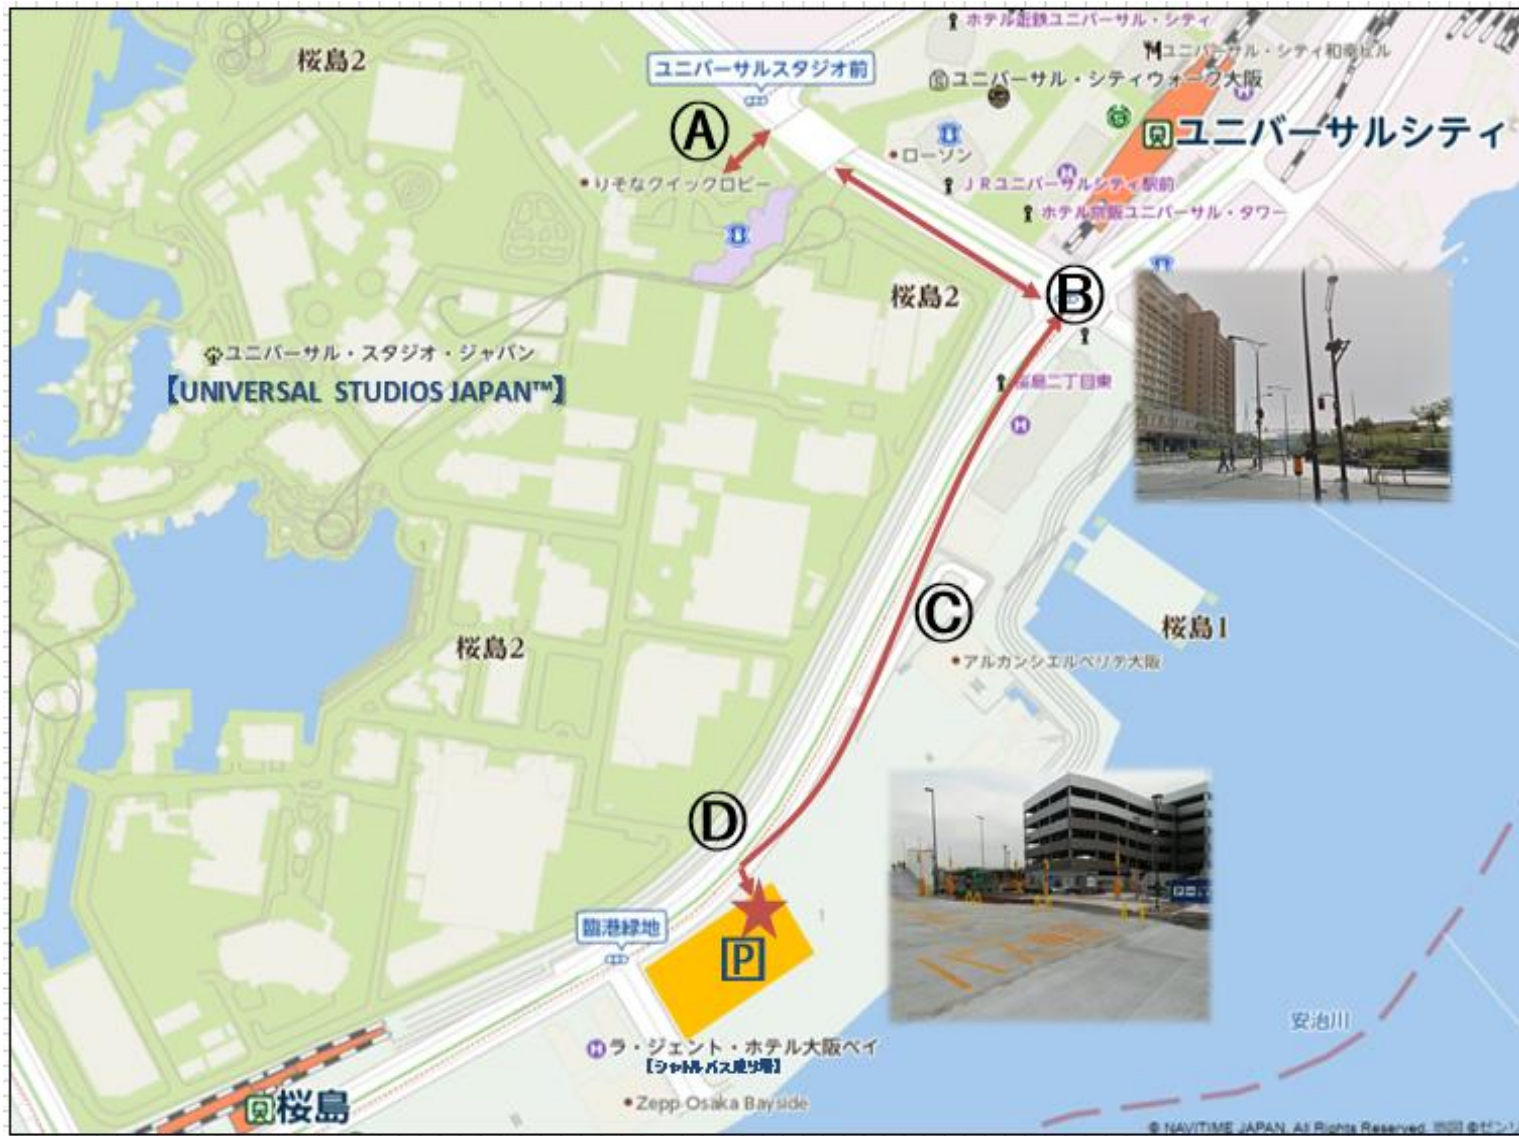 ホテル近鉄ユニバーサル・シティ
ユニバーサル・シティ和幸ビル
桜島2
ユニバーサルスタジオ前
ユニバーサル・シティウォーク大阪
Ⓐ
ユニバーサルシティ
ローソン
りそなクイックロビー
JRユニバーサルシティ駅前
ホテル京阪ユニバーサル・タワー
桜島2
Ⓑ
ユニバーサル・スタジオ・ジャパン
【UNIVERSAL STUDIOS JAPAN™】
桜島二丁目東
Ⓒ
桜島1
桜島2
アルカンシエルベリテ大阪
Ⓓ
臨港緑地
P
安治川
ラ・ジェント・ホテル大阪ベイ
【シャトルバス乗り場】
桜島
Zepp Osaka Bayside
© NAVITIME JAPAN. All Rights Reserved. 地図 ©ゼンリン